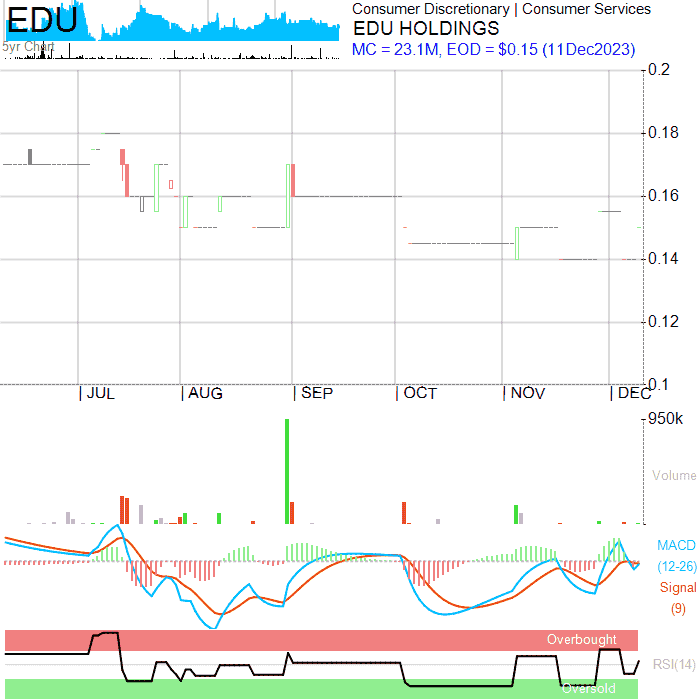 EDU
5yr Chart
Consumer Discretionary | Consumer Services
EDU HOLDINGS
MC = 23.1M, EOD = $0.15 (11Dec2023)
0.2
0.18
0.16
0.14
0.12
0.1
| JUL | AUG | SEP | OCT | NOV | DEC
950k
Volume
MACD
(12-26)
Signal
(9)
Overbought
RSI(14)
Oversold